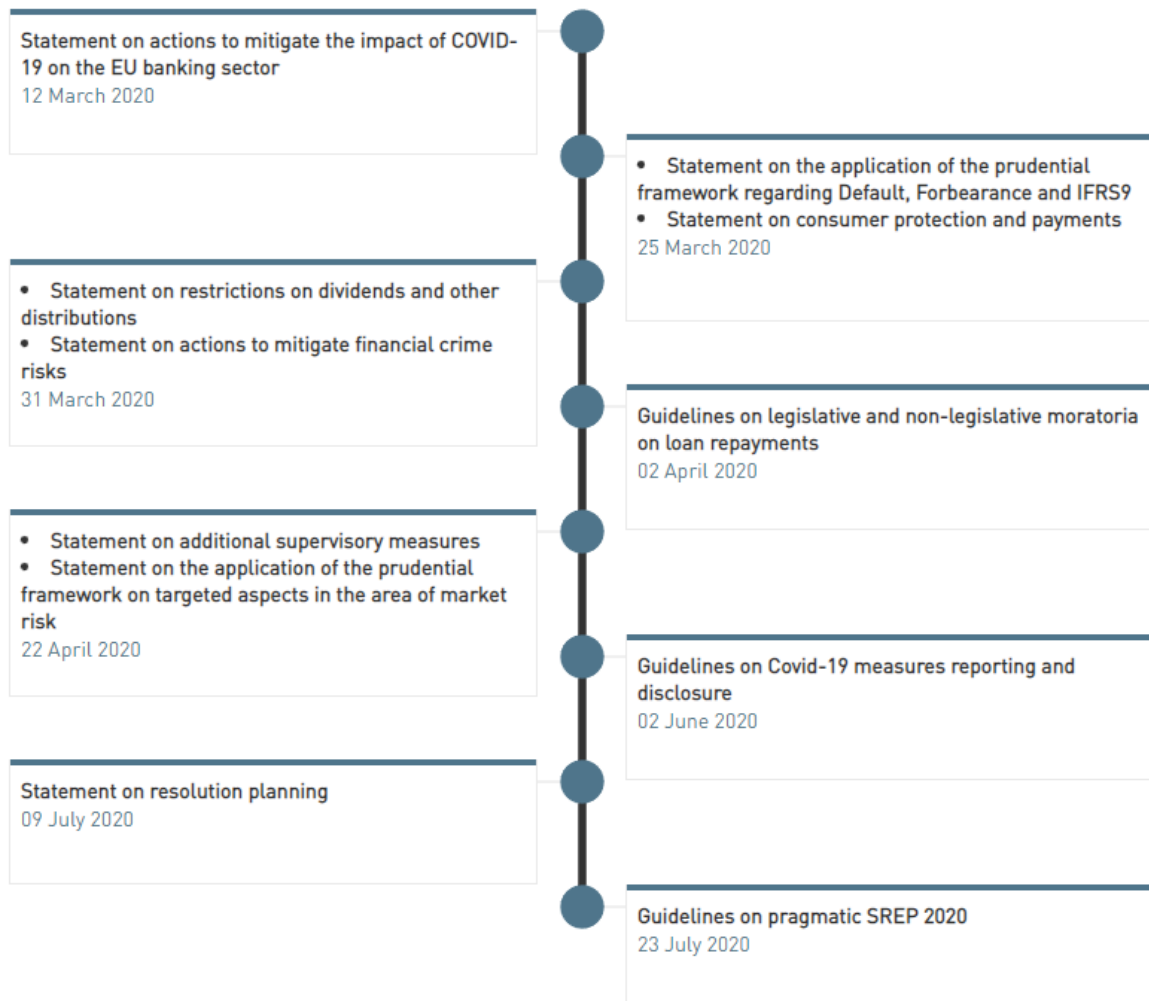 Statement on actions to mitigate the impact of COVID-
19 on the EU banking sector
12 March 2020
• Statement on the application of the prudential
framework regarding Default, Forbearance and IFRS9
• Statement on consumer protection and payments
25 March 2020
• Statement on restrictions on dividends and other
distributions
• Statement on actions to mitigate financial crime
risks
31 March 2020
Guidelines on legislative and non-legislative moratoria
on loan repayments
02 April 2020
• Statement on additional supervisory measures
• Statement on the application of the prudential
framework on targeted aspects in the area of market
risk
22 April 2020
Guidelines on Covid-19 measures reporting and
disclosure
02 June 2020
Statement on resolution planning
09 July 2020
Guidelines on pragmatic SREP 2020
23 July 2020